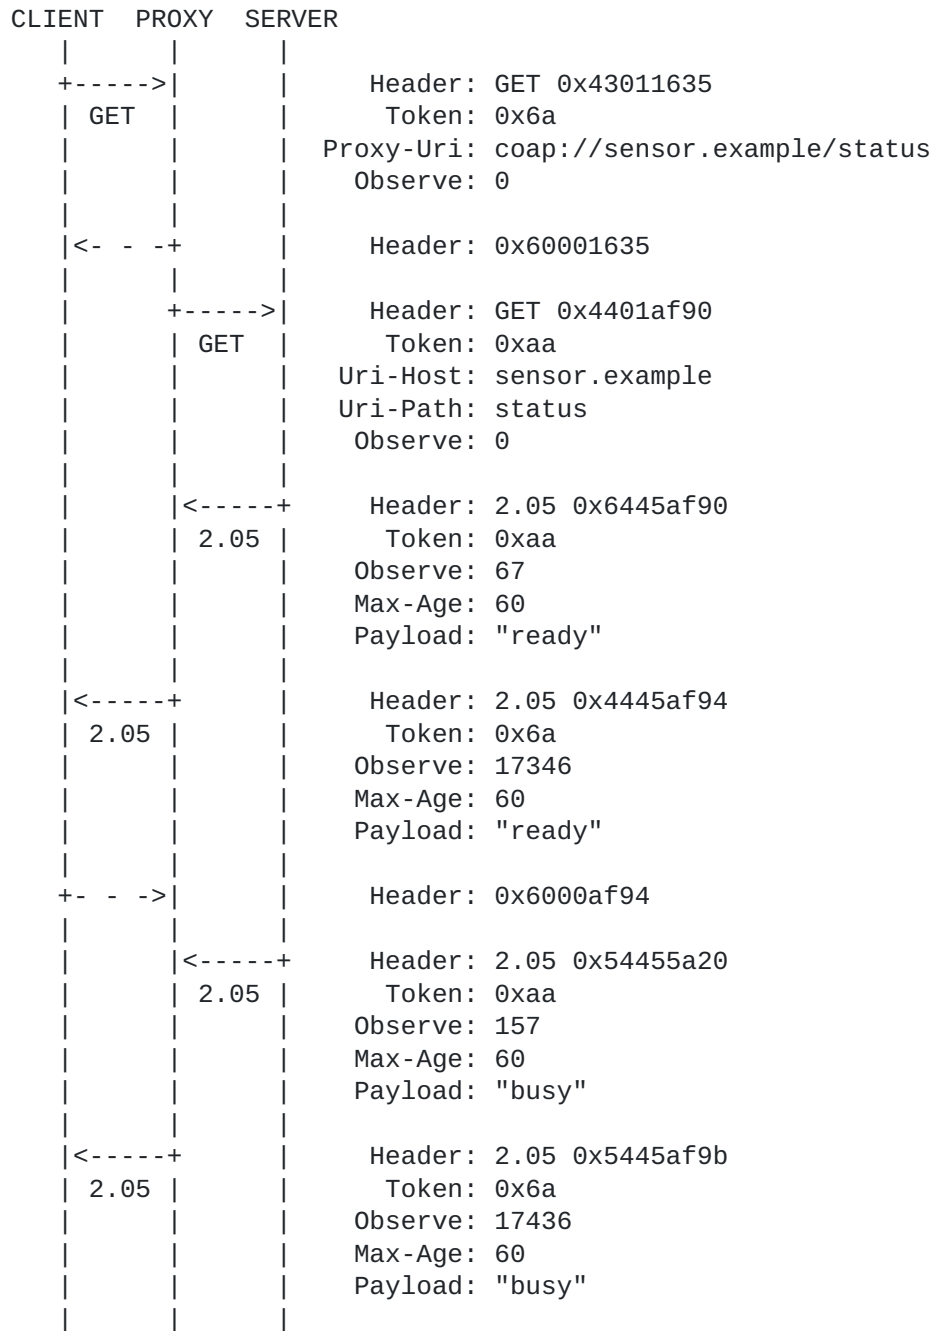 CLIENT  PROXY  SERVER
   |      |      |
   +----->|      |     Header: GET 0x43011635
   | GET  |      |      Token: 0x6a
   |      |      |  Proxy-Uri: coap://sensor.example/status
   |      |      |    Observe: 0
   |      |      |
   |<- - -+      |     Header: 0x60001635
   |      |      |
   |      +----->|     Header: GET 0x4401af90
   |      | GET  |      Token: 0xaa
   |      |      |   Uri-Host: sensor.example
   |      |      |   Uri-Path: status
   |      |      |    Observe: 0
   |      |      |
   |      |<-----+     Header: 2.05 0x6445af90
   |      | 2.05 |      Token: 0xaa
   |      |      |    Observe: 67
   |      |      |    Max-Age: 60
   |      |      |    Payload: "ready"
   |      |      |
   |<-----+      |     Header: 2.05 0x4445af94
   | 2.05 |      |      Token: 0x6a
   |      |      |    Observe: 17346
   |      |      |    Max-Age: 60
   |      |      |    Payload: "ready"
   |      |      |
   +- - ->|      |     Header: 0x6000af94
   |      |      |
   |      |<-----+     Header: 2.05 0x54455a20
   |      | 2.05 |      Token: 0xaa
   |      |      |    Observe: 157
   |      |      |    Max-Age: 60
   |      |      |    Payload: "busy"
   |      |      |
   |<-----+      |     Header: 2.05 0x5445af9b
   | 2.05 |      |      Token: 0x6a
   |      |      |    Observe: 17436
   |      |      |    Max-Age: 60
   |      |      |    Payload: "busy"
   |      |      |